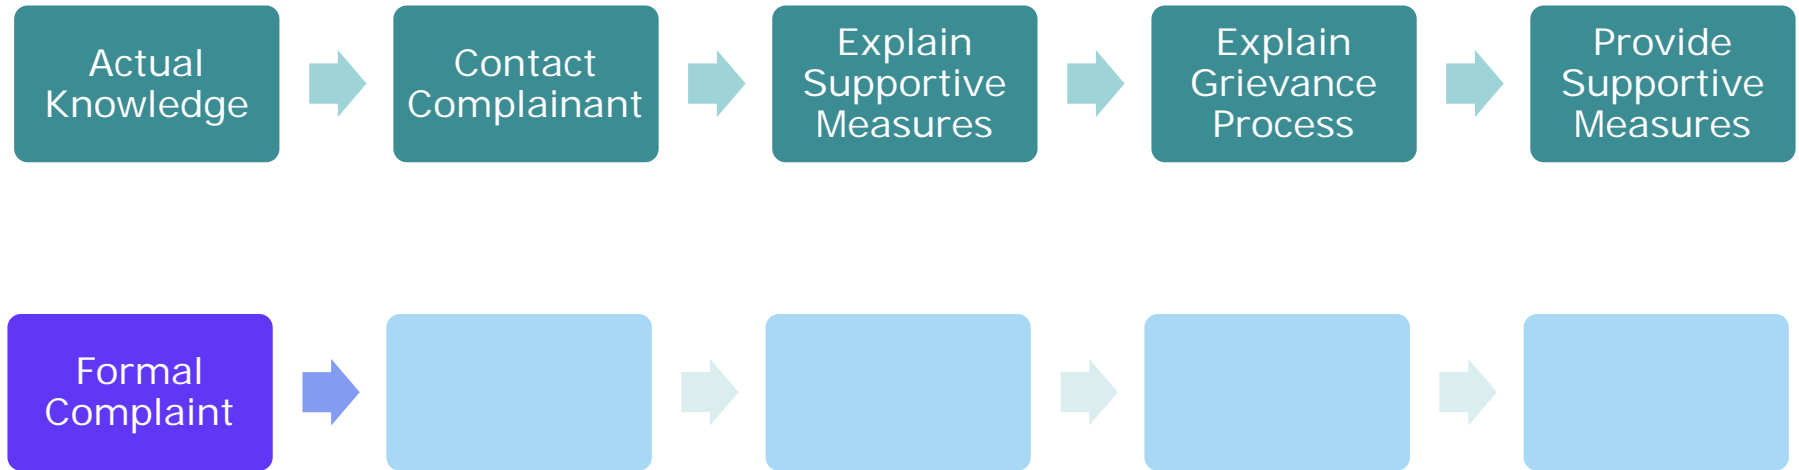 Actual
Knowledge
Contact
Complainant
Explain
Supportive
Measures
Explain
Grievance
Process
Provide
Supportive
Measures
Formal
Complaint